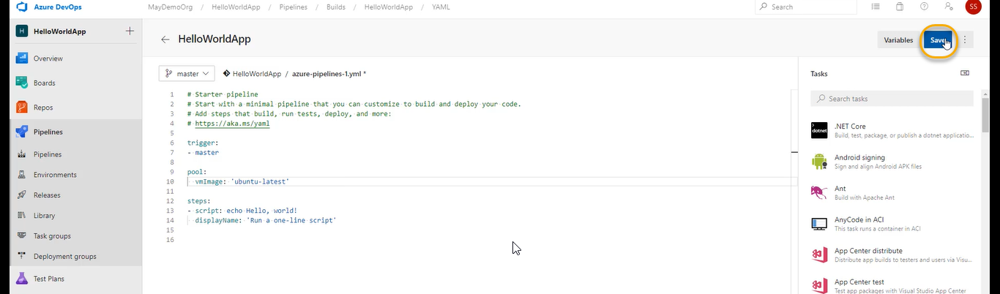 Azure DevOps
MayDemoOrg / HelloWorldApp / Pipelines / Builds / HelloWorldApp / YAML
Search
SS
H HelloWorldApp
HelloWorldApp
Variables
Save
Overview
Boards
Repos
Pipelines
Pipelines
Environments
Releases
Library
Task groups
Deployment groups
Test Plans
master
HelloWorldApp / azure-pipelines-1.yml *
1 # Starter pipeline
2 # Start with a minimal pipeline that you can customize to build and deploy your code.
3 # Add steps that build, run tests, deploy, and more:
4 # https://aka.ms/yaml
5
6 trigger:
7 - master
8
9 pool:
10 vmImage: 'ubuntu-latest'
11
12 steps:
13 - script: echo Hello, world!
14 displayName: 'Run a one-line script'
15
16
Tasks
Search tasks
dotnet
.NET Core
Build, test, package, or publish a dotnet applicatio...
Android signing
Sign and align Android APK files
Ant
Build with Apache Ant
AnyCode in ACI
This task runs a container in ACI
App Center distribute
Distribute app builds to testers and users via Visu...
App Center test
Test app packages with Visual Studio App Center